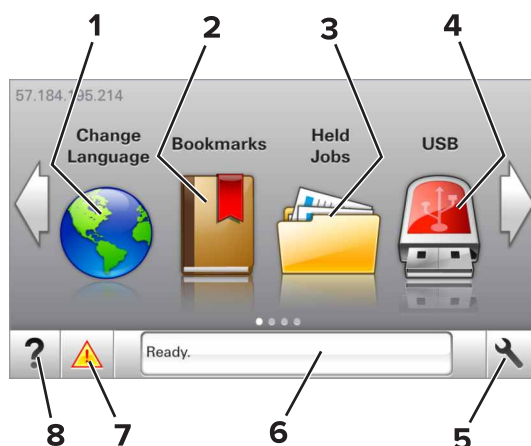 1 2 3 4
57.184.195.214
Change
Language
Bookmarks
Held
Jobs
USB
?
Ready.
8 7 6 5